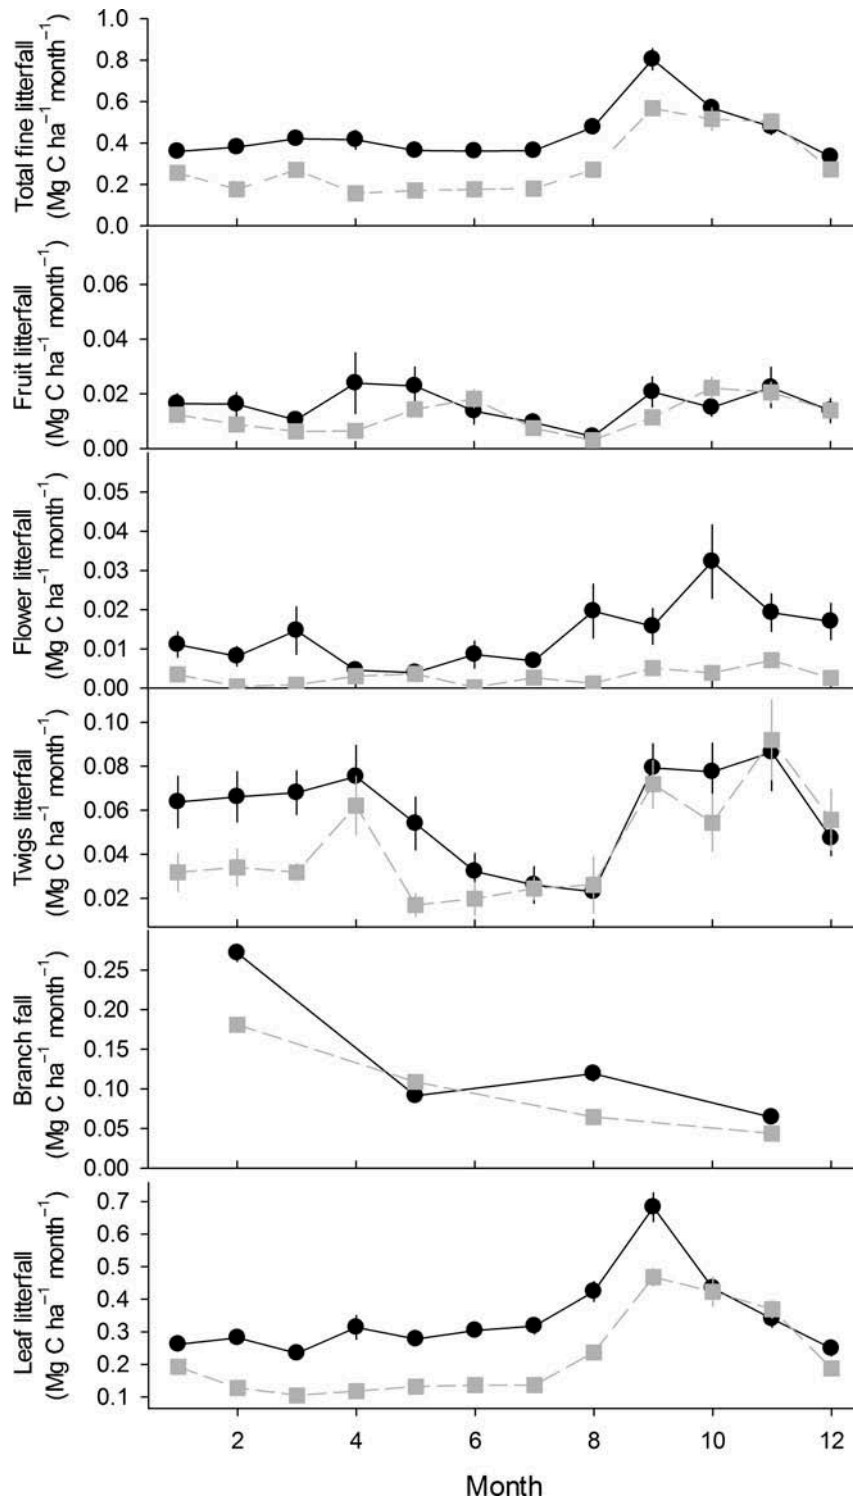 Total fine litterfall
(Mg C ha⁻¹ month⁻¹)
1.0
0.8
0.6
0.4
0.2
0.0
Fruit litterfall
(Mg C ha⁻¹ month⁻¹)
0.06
0.04
0.02
0.00
Flower litterfall
(Mg C ha⁻¹ month⁻¹)
0.05
0.04
0.03
0.02
0.01
0.00
Twigs litterfall
(Mg C ha⁻¹ month⁻¹)
0.10
0.08
0.06
0.04
0.02
Branch fall
(Mg C ha⁻¹ month⁻¹)
0.25
0.20
0.15
0.10
0.05
0.00
Leaf litterfall
(Mg C ha⁻¹ month⁻¹)
0.7
0.6
0.5
0.4
0.3
0.2
0.1
2 4 6 8 10 12
Month